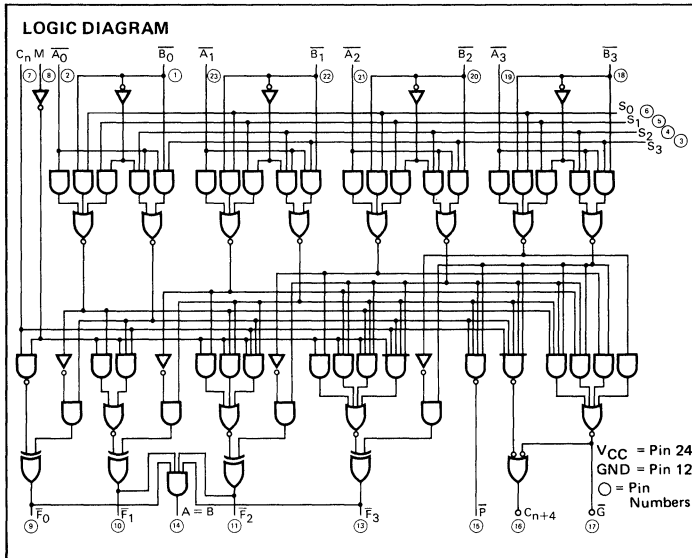 LOGIC DIAGRAM
Cn M A0 B0 A1 B1 A2 B2 A3 B3
7 8 2 1 23 22 21 20 19 18
S0 6
S1 5
S2 4
S3 3
VCC = Pin 24
GND = Pin 12
○ = Pin
Numbers
F0 F1 A = B F2 F3 P Cn+4 G
9 10 14 11 13 15 16 17